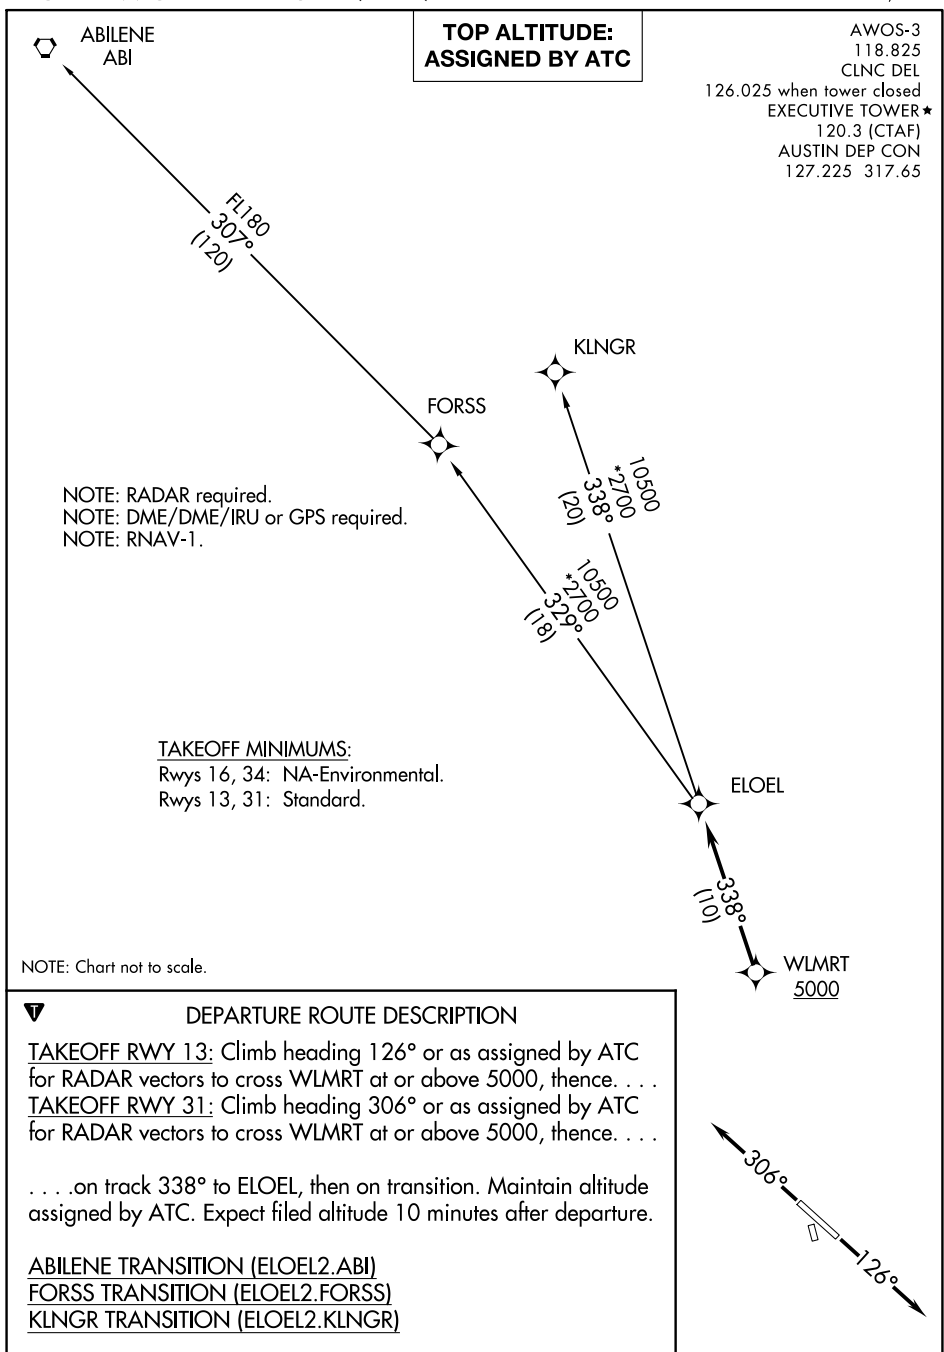 ABILENE
ABI
TOP ALTITUDE:
ASSIGNED BY ATC
AWOS-3
118.825
CLNC DEL
126.025 when tower closed
EXECUTIVE TOWER★
120.3 (CTAF)
AUSTIN DEP CON
127.225 317.65
FL180
307°
(120)
KLNGR
FORSS
10500
*2700
338°
(20)
NOTE: RADAR required.
NOTE: DME/DME/IRU or GPS required.
NOTE: RNAV-1.
10500
*2700
329°
(18)
TAKEOFF MINIMUMS:
Rwys 16, 34: NA-Environmental.
Rwys 13, 31: Standard.
ELOEL
338°
(10)
NOTE: Chart not to scale.
WLMRT
5000
T
DEPARTURE ROUTE DESCRIPTION
TAKEOFF RWY 13: Climb heading 126° or as assigned by ATC
for RADAR vectors to cross WLMRT at or above 5000, thence. . . .
TAKEOFF RWY 31: Climb heading 306° or as assigned by ATC
for RADAR vectors to cross WLMRT at or above 5000, thence. . . .
. . . .on track 338° to ELOEL, then on transition. Maintain altitude
assigned by ATC. Expect filed altitude 10 minutes after departure.
ABILENE TRANSITION (ELOEL2.ABI)
FORSS TRANSITION (ELOEL2.FORSS)
KLNGR TRANSITION (ELOEL2.KLNGR)
306°
126°